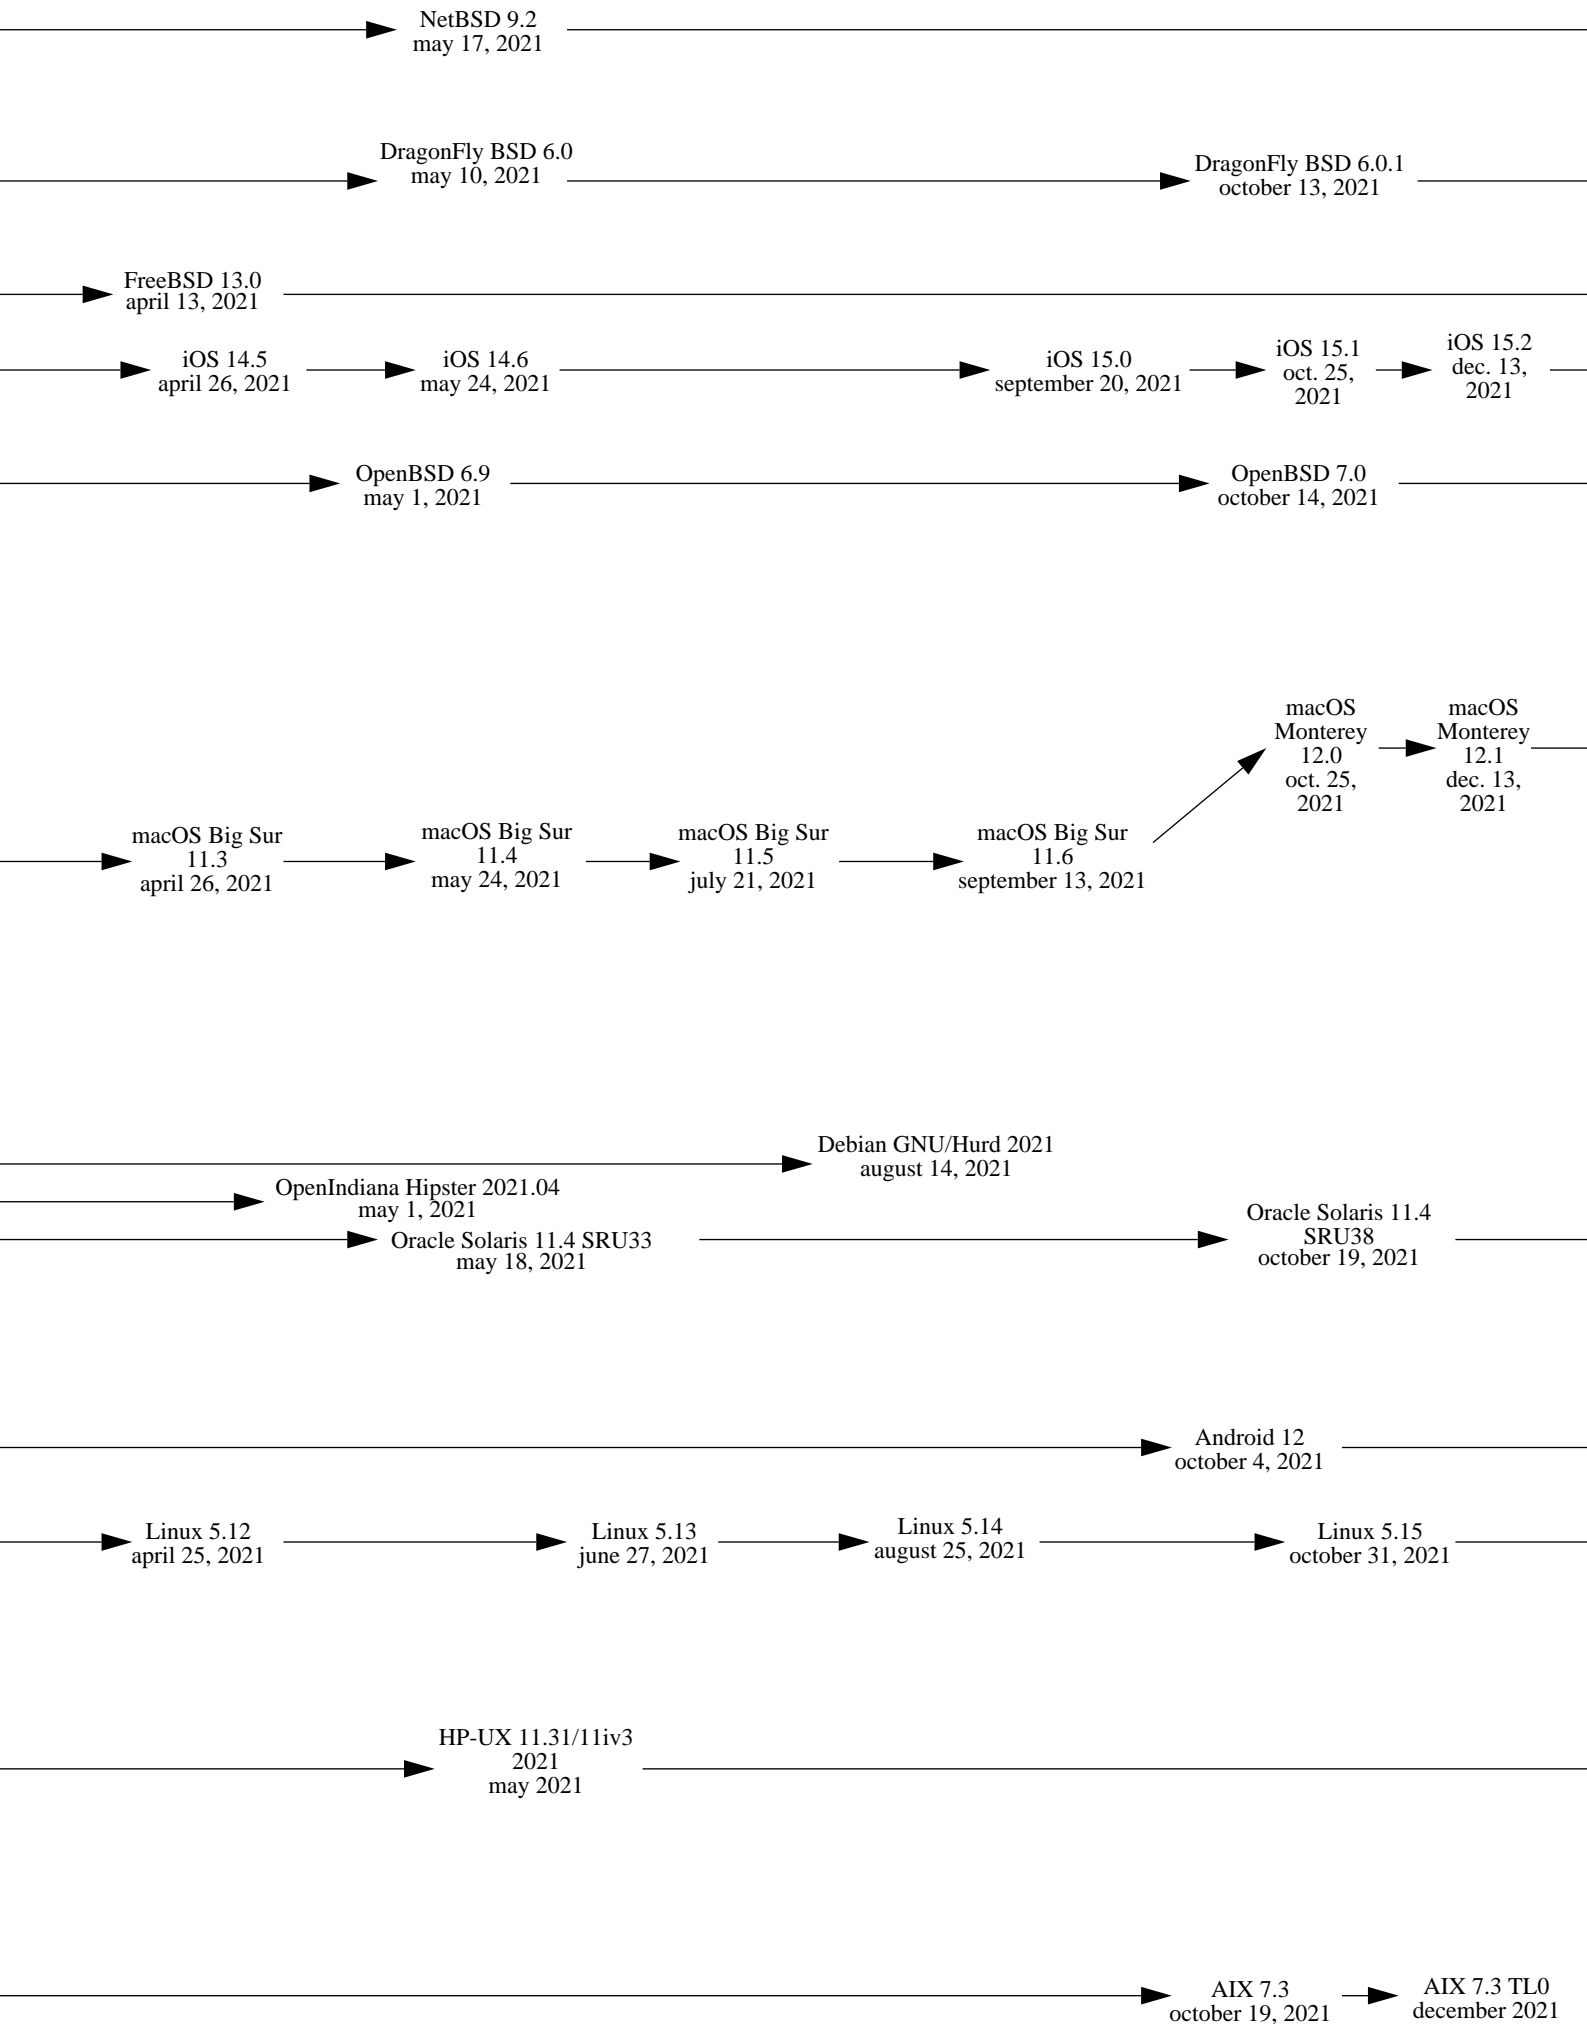 NetBSD 9.2
may 17, 2021
DragonFly BSD 6.0
may 10, 2021
DragonFly BSD 6.0.1
october 13, 2021
FreeBSD 13.0
april 13, 2021
iOS 14.5
april 26, 2021
iOS 14.6
may 24, 2021
iOS 15.0
september 20, 2021
iOS 15.1
oct. 25,
2021
iOS 15.2
dec. 13,
2021
OpenBSD 6.9
may 1, 2021
OpenBSD 7.0
october 14, 2021
macOS
Monterey
12.0
oct. 25,
2021
macOS
Monterey
12.1
dec. 13,
2021
macOS Big Sur
11.3
april 26, 2021
macOS Big Sur
11.4
may 24, 2021
macOS Big Sur
11.5
july 21, 2021
macOS Big Sur
11.6
september 13, 2021
Debian GNU/Hurd 2021
august 14, 2021
OpenIndiana Hipster 2021.04
may 1, 2021
Oracle Solaris 11.4 SRU33
may 18, 2021
Oracle Solaris 11.4
SRU38
october 19, 2021
Android 12
october 4, 2021
Linux 5.12
april 25, 2021
Linux 5.13
june 27, 2021
Linux 5.14
august 25, 2021
Linux 5.15
october 31, 2021
HP-UX 11.31/11iv3
2021
may 2021
AIX 7.3
october 19, 2021
AIX 7.3 TL0
december 2021